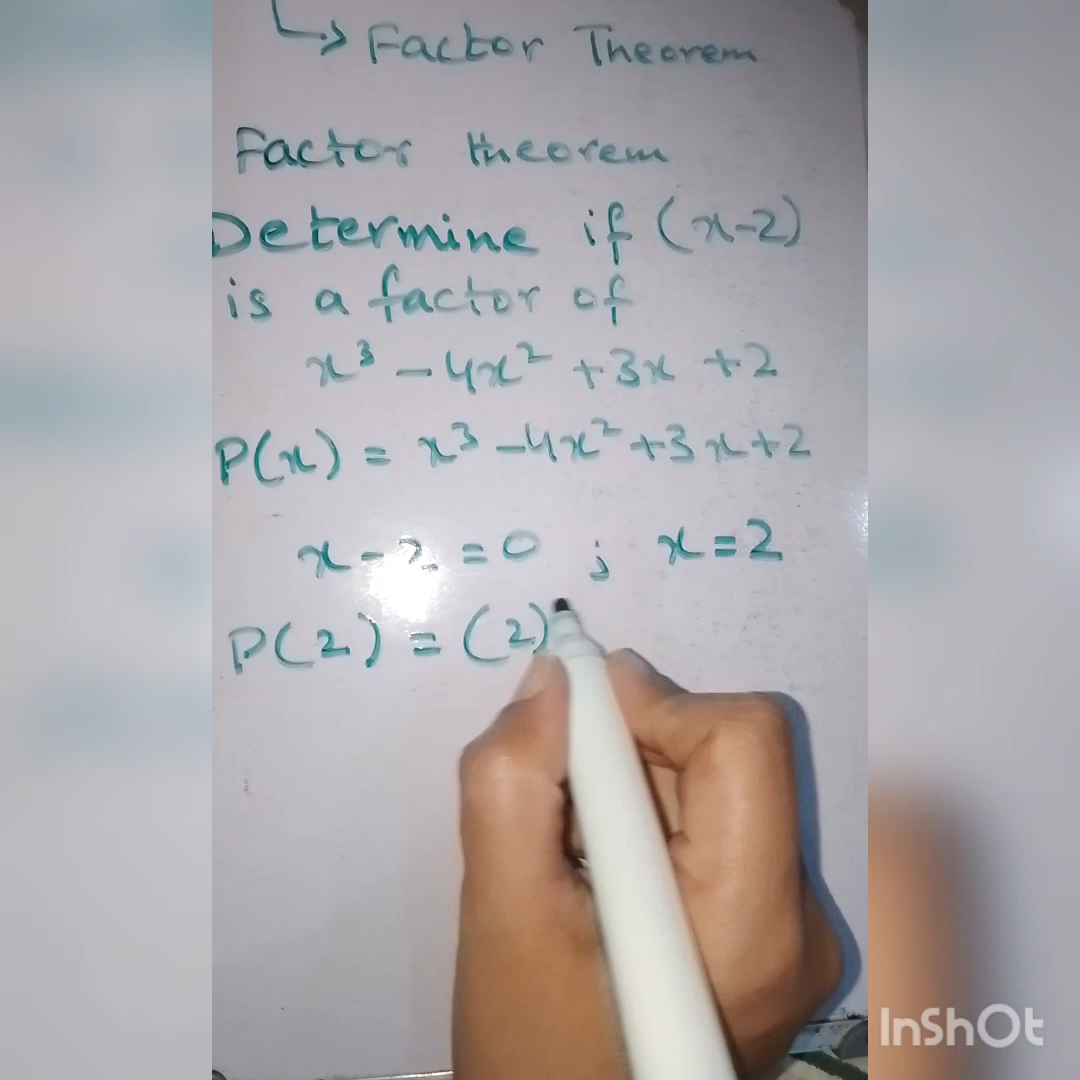 ↳ Factor Theorem
Factor theorem
Determine if (x-2)
is a factor of
x³ - 4x² + 3x + 2
P(x) = x³ - 4x² + 3x + 2
x - 2 = 0 ; x = 2
P(2) = (2)
InShOt